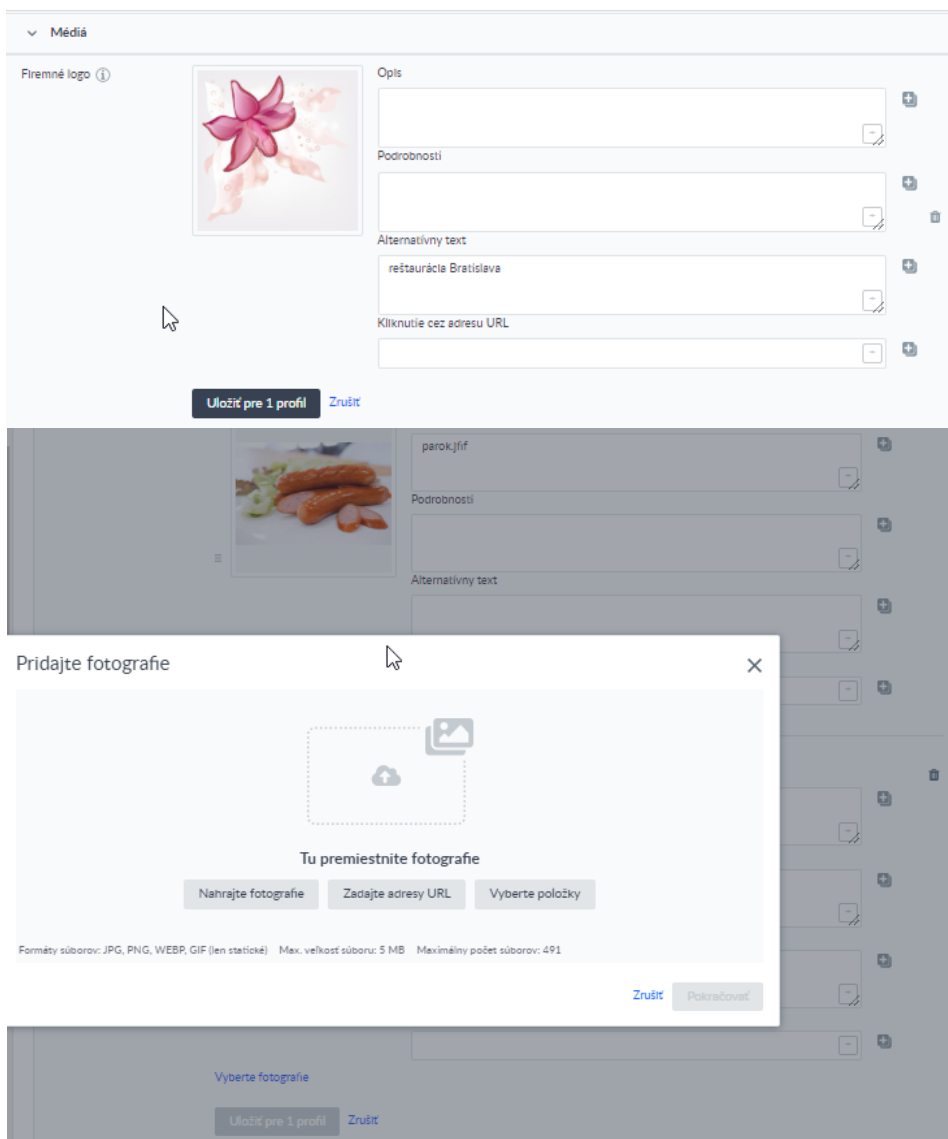 Médiá
Firemné logo
Opis
Podrobnosti
Alternatívny text
reštaurácia Bratislava
Kliknutie cez adresu URL
Uložiť pre 1 profil Zrušiť
parok.jfif
Podrobnosti
Alternatívny text
Pridajte fotografie
Tu premiestnite fotografie
Nahrajte fotografie Zadajte adresy URL Vyberte položky
Formáty súborov: JPG, PNG, WEBP, GIF (len statické) Max. veľkosť súboru: 5 MB Maximálny počet súborov: 491
Zrušiť Pokračovať
Vyberte fotografie
Uložiť pre 1 profil Zrušiť